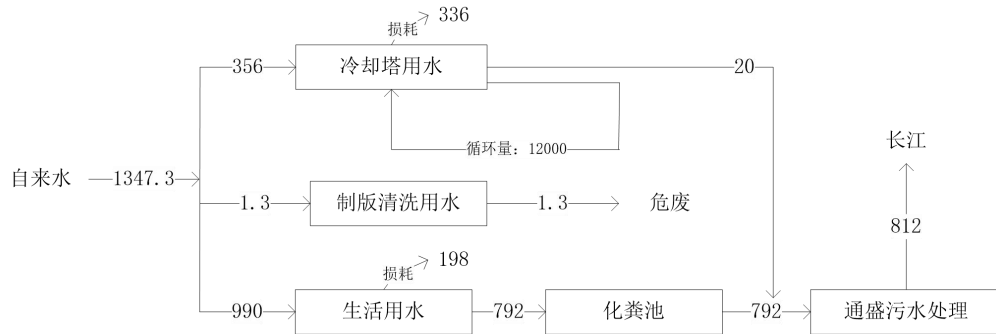 损耗
336
356
冷却塔用水
20
循环量：12000
长江
自来水
1347.3
1.3
制版清洗用水
1.3
危废
812
损耗
198
990
生活用水
792
化粪池
792
通盛污水处理